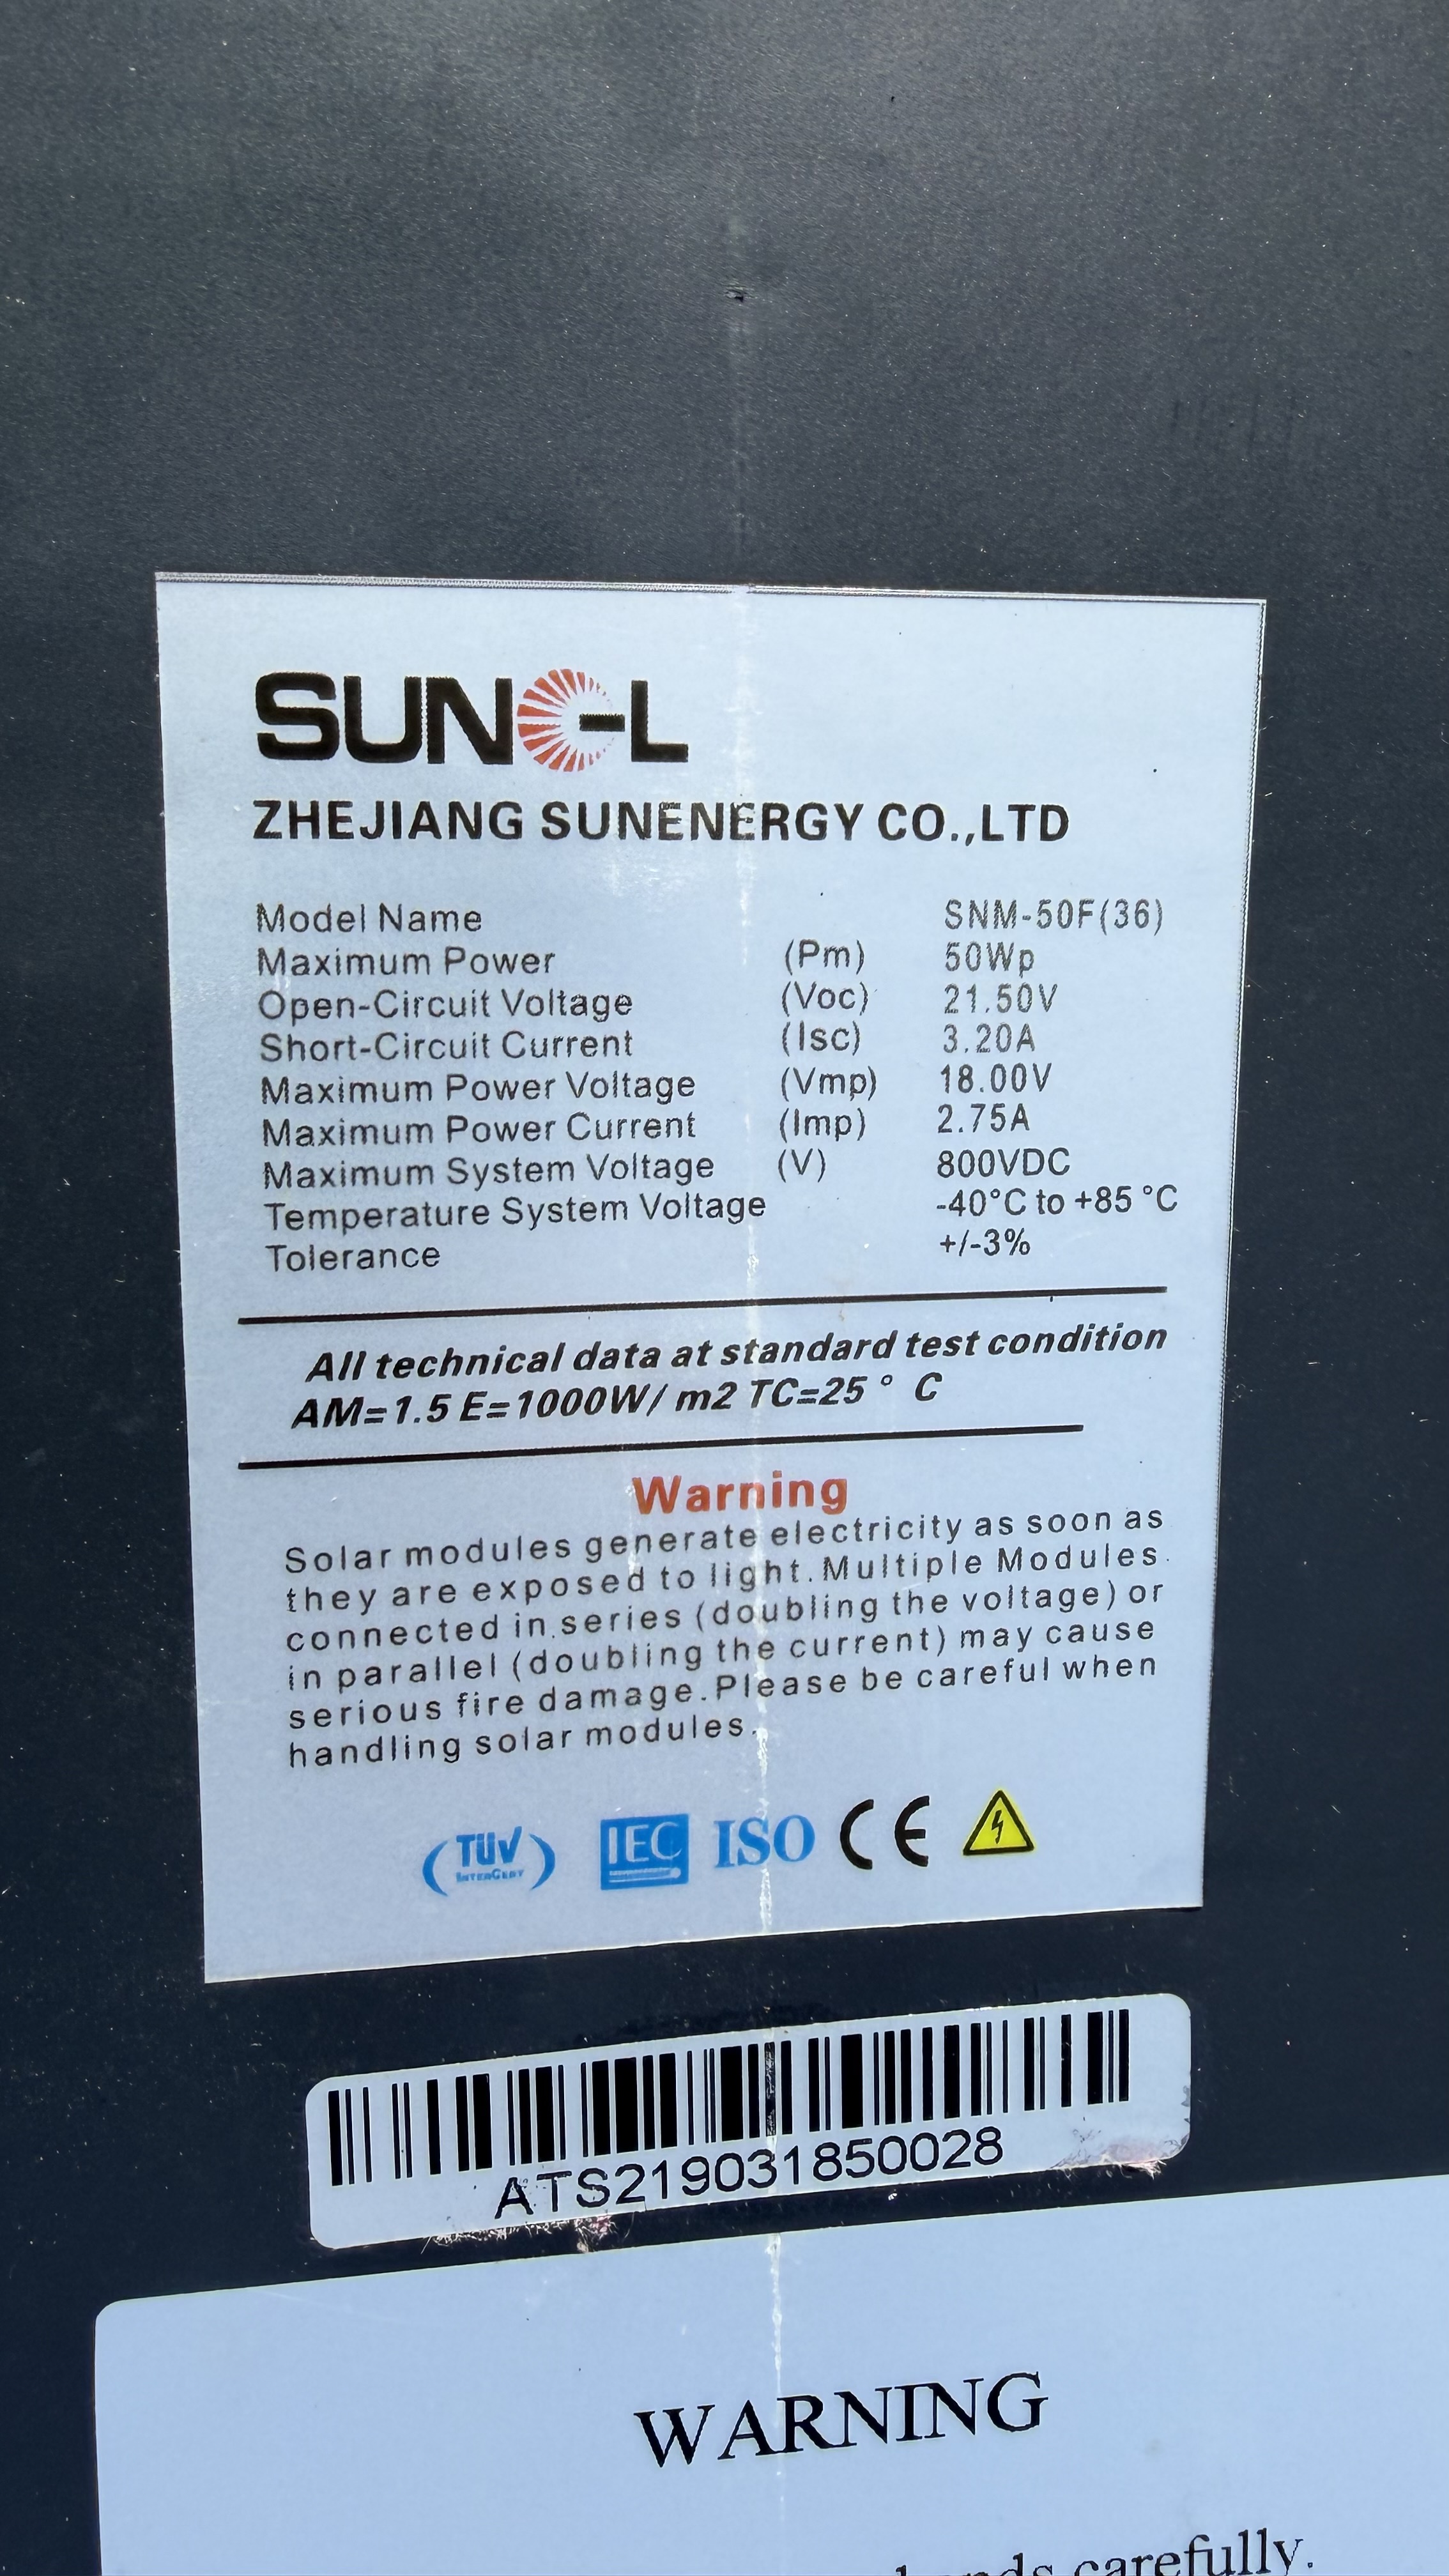 SUN-L
ZHEJIANG SUNENERGY CO.,LTD
Model Name SNM-50F(36)
Maximum Power (Pm) 50Wp
Open-Circuit Voltage (Voc) 21.50V
Short-Circuit Current (Isc) 3.20A
Maximum Power Voltage (Vmp) 18.00V
Maximum Power Current (Imp) 2.75A
Maximum System Voltage (V) 800VDC
Temperature System Voltage -40°C to +85 °C
Tolerance +/-3%
All technical data at standard test condition
AM=1.5 E=1000W/ m2 TC=25 ° C
Warning
Solar modules generate electricity as soon as
they are exposed to light.Multiple Modules
connected in series (doubling the voltage) or
in parallel (doubling the current) may cause
serious fire damage.Please be careful when
handling solar modules.
TÜV INTERCERT IEC ISO CE
ATS219031850028
WARNING
carefully.